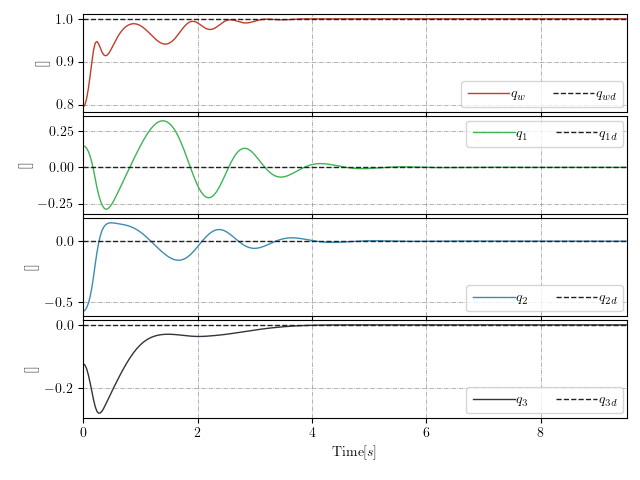 1.0
0.9
0.8
[]
q_w q_{wd}
0.25
0.00
−0.25
[]
q_1 q_{1d}
0.0
−0.5
[]
q_2 q_{2d}
0.0
−0.2
[]
q_3 q_{3d}
0 2 4 6 8
Time[s]